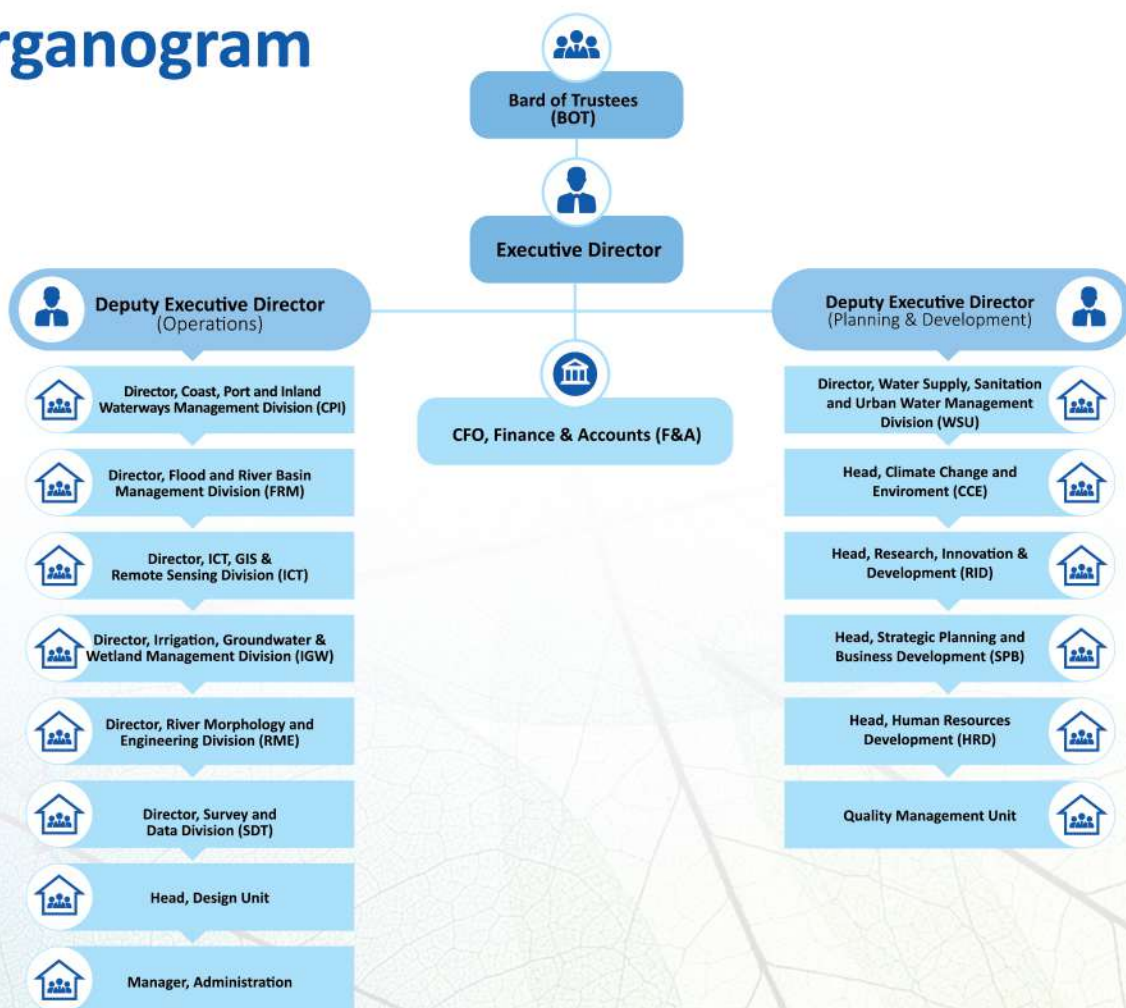 rganogram
Bard of Trustees
(BOT)
Executive Director
Deputy Executive Director
(Operations)
Deputy Executive Director
(Planning & Development)
CFO, Finance & Accounts (F&A)
Director, Coast, Port and Inland
Waterways Management Division (CPI)
Director, Flood and River Basin
Management Division (FRM)
Director, ICT, GIS &
Remote Sensing Division (ICT)
Director, Irrigation, Groundwater &
Wetland Management Division (IGW)
Director, River Morphology and
Engineering Division (RME)
Director, Survey and
Data Division (SDT)
Head, Design Unit
Manager, Administration
Director, Water Supply, Sanitation
and Urban Water Management
Division (WSU)
Head, Climate Change and
Enviroment (CCE)
Head, Research, Innovation &
Development (RID)
Head, Strategic Planning and
Business Development (SPB)
Head, Human Resources
Development (HRD)
Quality Management Unit